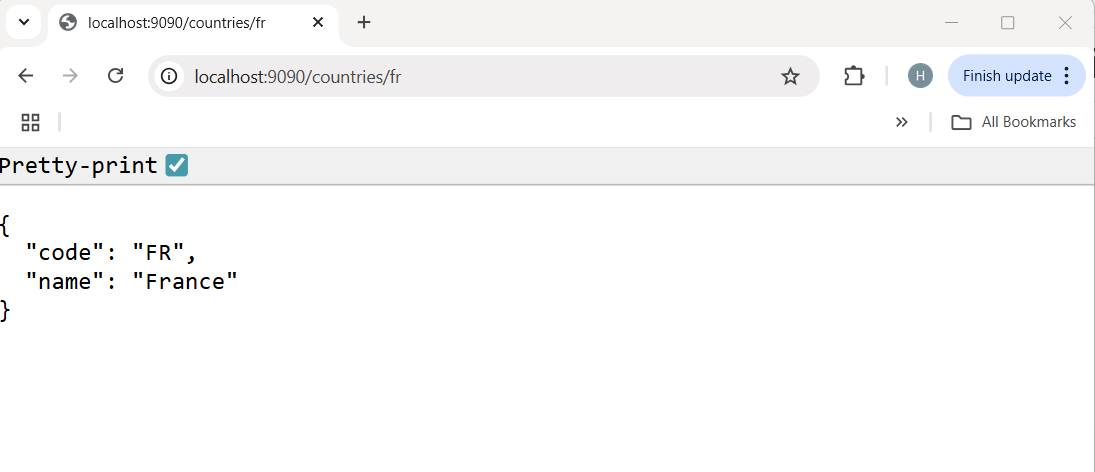 localhost:9090/countries/fr
localhost:9090/countries/fr
H
Finish update
All Bookmarks
Pretty-print
{
  "code": "FR",
  "name": "France"
}